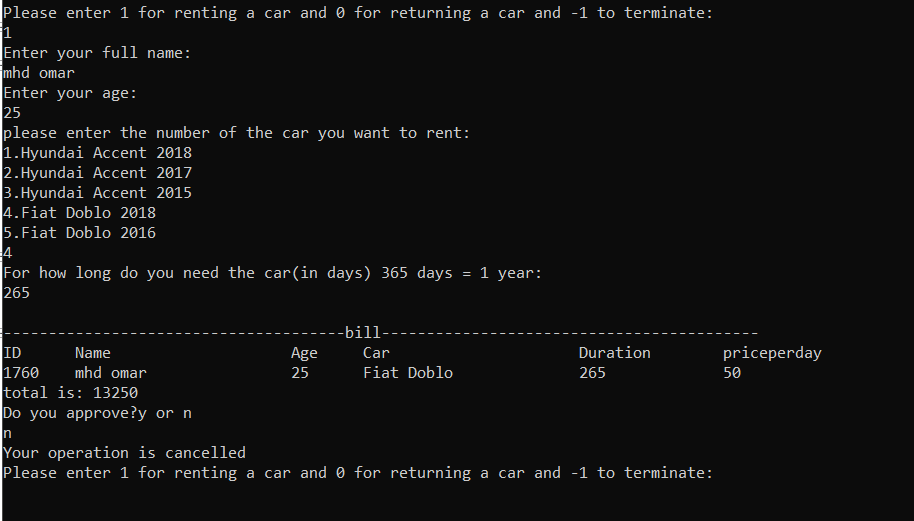 Please enter 1 for renting a car and 0 for returning a car and -1 to terminate:
1
Enter your full name:
mhd omar
Enter your age:
25
please enter the number of the car you want to rent:
1.Hyundai Accent 2018
2.Hyundai Accent 2017
3.Hyundai Accent 2015
4.Fiat Doblo 2018
5.Fiat Doblo 2016
4
For how long do you need the car(in days) 365 days = 1 year:
265
--------------------------------------bill------------------------------------------
ID Name Age Car Duration priceperday
1760 mhd omar 25 Fiat Doblo 265 50
total is: 13250
Do you approve?y or n
n
Your operation is cancelled
Please enter 1 for renting a car and 0 for returning a car and -1 to terminate: